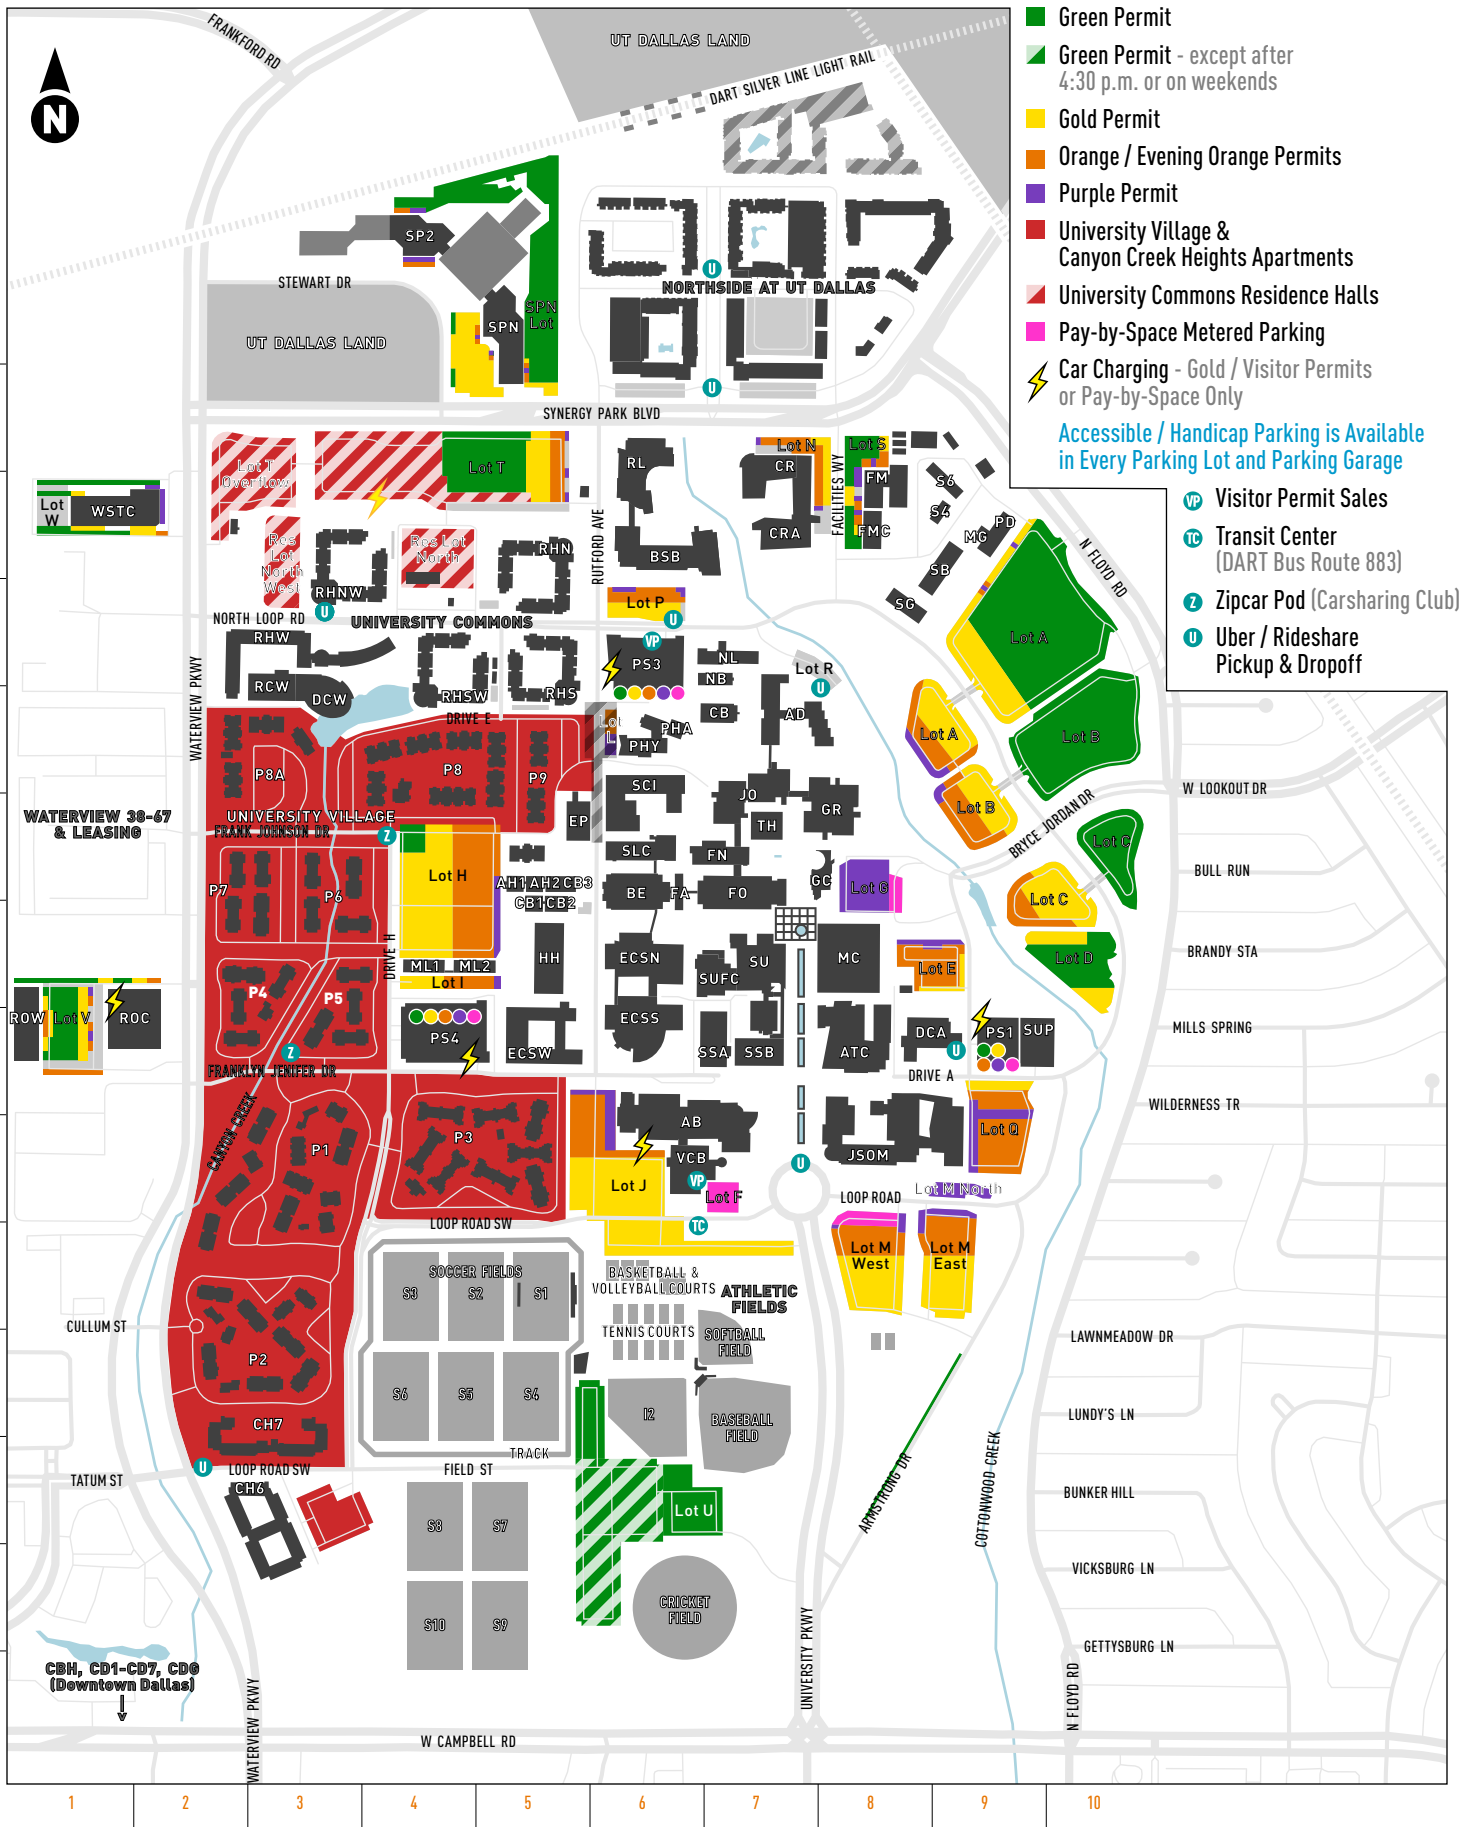 FRANKFORD RD
UT DALLAS LAND
DART SILVER LINE LIGHT RAIL
N
Green Permit
Green Permit - except after
4:30 p.m. or on weekends
Gold Permit
Orange / Evening Orange Permits
Purple Permit
University Village &
Canyon Creek Heights Apartments
University Commons Residence Halls
Pay-by-Space Metered Parking
Car Charging - Gold / Visitor Permits
or Pay-by-Space Only
Accessible / Handicap Parking is Available
in Every Parking Lot and Parking Garage
VP Visitor Permit Sales
TC Transit Center
(DART Bus Route 883)
Z Zipcar Pod (Carsharing Club)
U Uber / Rideshare
Pickup & Dropoff
SP2
STEWART DR
UT DALLAS LAND
SPN
SPN
Lot
U
NORTHSIDE AT UT DALLAS
U
SYNERGY PARK BLVD
Lot T
Overflow
Lot T
RL
Lot N
CR
Lot S
FM
S6
S4
FMC
CRA
FACILITIES WY
MG
PD
SB
SG
N FLOYD RD
Lot
W
WSTC
Res
Lot
North
West
Res Lot
North
RHNW
RHN
BSB
RUTFORD AVE
U
NORTH LOOP RD
UNIVERSITY COMMONS
Lot P
U
Lot A
RHW
RCW
DCW
RHSW
RHS
VP
PS3
NL
NB
Lot R
U
CB
AD
DRIVE E
Lot
L
PHA
PHY
Lot A
Lot B
WATERVIEW PKWY
P8A
P8
P9
SCI
JO
GR
TH
EP
Lot B
W LOOKOUT DR
BRYCE JORDAN DR
WATERVIEW 38-67
& LEASING
UNIVERSITY VILLAGE
FRANK JOHNSON DR
Z
SLC
FN
Lot C
P7
P6
Lot H
AH1 AH2 CB3
CB1 CB2
BE
FA
FO
GC
Lot G
Lot C
BULL RUN
DRIVE H
HH
ECSN
SU
SUFC
MC
Lot E
Lot D
BRANDY STA
P4
P5
ML1
ML2
Lot I
ROW
Lot V
ROC
PS4
ECSW
ECSS
SSA
SSB
ATC
DCA
U
PS1
SUP
MILLS SPRING
Z
FRANKLYN JENIFER DR
DRIVE A
CANYON CREEK
P1
P3
AB
VCB
VP
Lot F
Lot J
JSOM
U
Lot Q
WILDERNESS TR
Lot M North
LOOP ROAD
LOOP ROAD SW
TC
Lot M
West
Lot M
East
SOCCER FIELDS
S3
S2
S1
BASKETBALL &
VOLLEYBALL COURTS
ATHLETIC
FIELDS
TENNIS COURTS
SOFTBALL
FIELD
CULLUM ST
LAWNMEADOW DR
P2
S6
S5
S4
I2
BASEBALL
FIELD
LUNDY'S LN
CH7
TRACK
U
LOOP ROAD SW
FIELD ST
TATUM ST
CH6
S8
S7
Lot U
ARMSTRONG DR
COTTONWOOD CREEK
BUNKER HILL
VICKSBURG LN
S10
S9
CRICKET
FIELD
UNIVERSITY PKWY
GETTYSBURG LN
CBH, CD1-CD7, CDG
(Downtown Dallas)
WATERVIEW PKWY
N FLOYD RD
W CAMPBELL RD
1 2 3 4 5 6 7 8 9 10